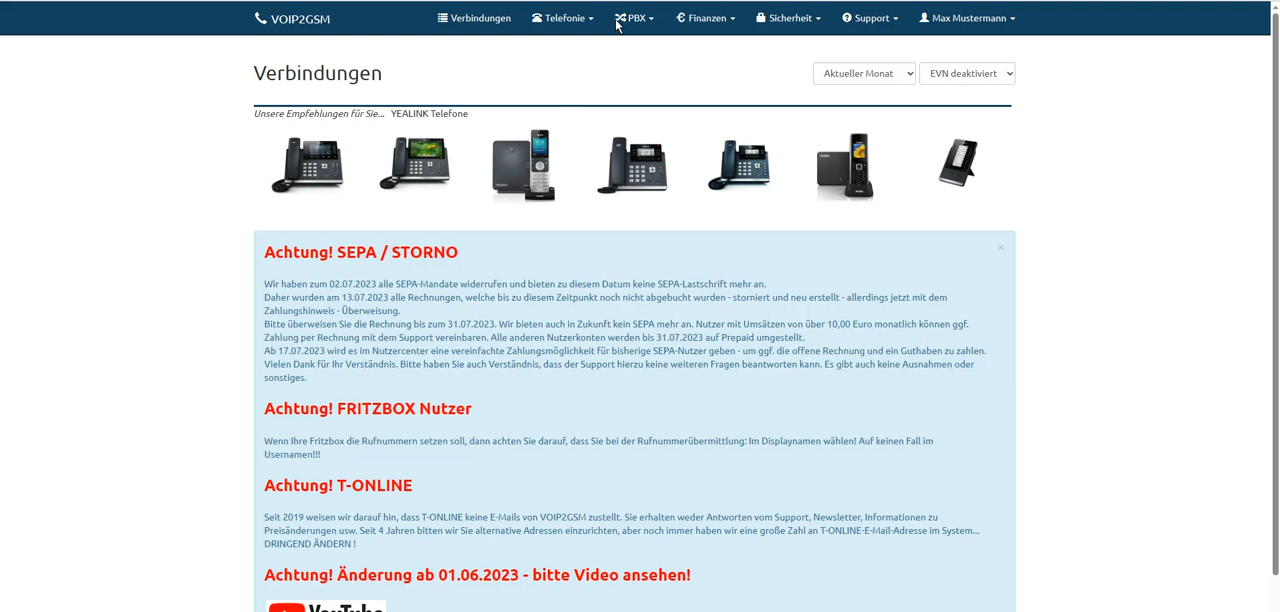 VOIP2GSM
Verbindungen
Telefonie
PBX
Finanzen
Sicherheit
Support
Max Mustermann
Verbindungen
Aktueller Monat
EVN deaktiviert
Unsere Empfehlungen für Sie... YEALINK Telefone
Achtung! SEPA / STORNO
×
Wir haben zum 02.07.2023 alle SEPA-Mandate widerrufen und bieten zu diesem Datum keine SEPA-Lastschrift mehr an.
Daher wurden am 13.07.2023 alle Rechnungen, welche bis zu diesem Zeitpunkt noch nicht abgebucht wurden - storniert und neu erstellt - allerdings jetzt mit dem
Zahlungshinweis - Überweisung.
Bitte überweisen Sie die Rechnung bis zum 31.07.2023. Wir bieten auch in Zukunft kein SEPA mehr an. Nutzer mit Umsätzen von über 10,00 Euro monatlich können ggf.
Zahlung per Rechnung mit dem Support vereinbaren. Alle anderen Nutzerkonten werden bis 31.07.2023 auf Prepaid umgestellt.
Ab 17.07.2023 wird es im Nutzercenter eine vereinfachte Zahlungsmöglichkeit für bisherige SEPA-Nutzer geben - um ggf. die offene Rechnung und ein Guthaben zu zahlen.
Vielen Dank für Ihr Verständnis. Bitte haben Sie auch Verständnis, dass der Support hierzu keine weiteren Fragen beantworten kann. Es gibt auch keine Ausnahmen oder
sonstiges.
Achtung! FRITZBOX Nutzer
Wenn Ihre Fritzbox die Rufnummern setzen soll, dann achten Sie darauf, dass Sie bei der Rufnummerübermittlung: Im Displaynamen wählen! Auf keinen Fall im
Usernamen!!!
Achtung! T-ONLINE
Seit 2019 weisen wir darauf hin, dass T-ONLINE keine E-Mails von VOIP2GSM zustellt. Sie erhalten weder Antworten vom Support, Newsletter, Informationen zu
Preisänderungen usw. Seit 4 Jahren bitten wir Sie alternative Adressen einzurichten, aber noch immer haben wir eine große Zahl an T-ONLINE-E-Mail-Adresse im System...
DRINGEND ÄNDERN !
Achtung! Änderung ab 01.06.2023 - bitte Video ansehen!
YouTube